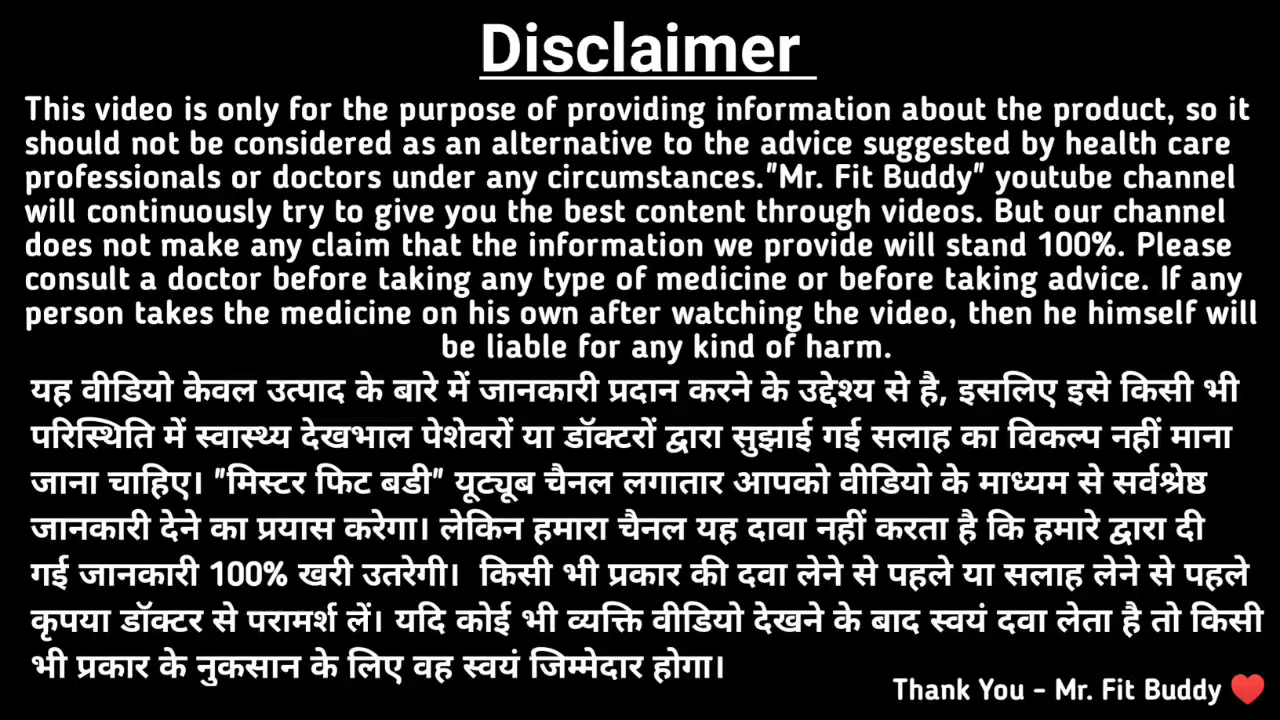 Disclaimer
This video is only for the purpose of providing information about the product, so it
should not be considered as an alternative to the advice suggested by health care
professionals or doctors under any circumstances."Mr. Fit Buddy" youtube channel
will continuously try to give you the best content through videos. But our channel
does not make any claim that the information we provide will stand 100%. Please
consult a doctor before taking any type of medicine or before taking advice. If any
person takes the medicine on his own after watching the video, then he himself will
be liable for any kind of harm.
यह वीडियो केवल उत्पाद के बारे में जानकारी प्रदान करने के उद्देश्य से है, इसलिए इसे किसी भी
परिस्थिति में स्वास्थ्य देखभाल पेशेवरों या डॉक्टरों द्वारा सुझाई गई सलाह का विकल्प नहीं माना
जाना चाहिए। "मिस्टर फिट बडी" यूट्यूब चैनल लगातार आपको वीडियो के माध्यम से सर्वश्रेष्ठ
जानकारी देने का प्रयास करेगा। लेकिन हमारा चैनल यह दावा नहीं करता है कि हमारे द्वारा दी
गई जानकारी 100% खरी उतरेगी। किसी भी प्रकार की दवा लेने से पहले या सलाह लेने से पहले
कृपया डॉक्टर से परामर्श लें। यदि कोई भी व्यक्ति वीडियो देखने के बाद स्वयं दवा लेता है तो किसी
भी प्रकार के नुकसान के लिए वह स्वयं जिम्मेदार होगा।
Thank You - Mr. Fit Buddy ❤️